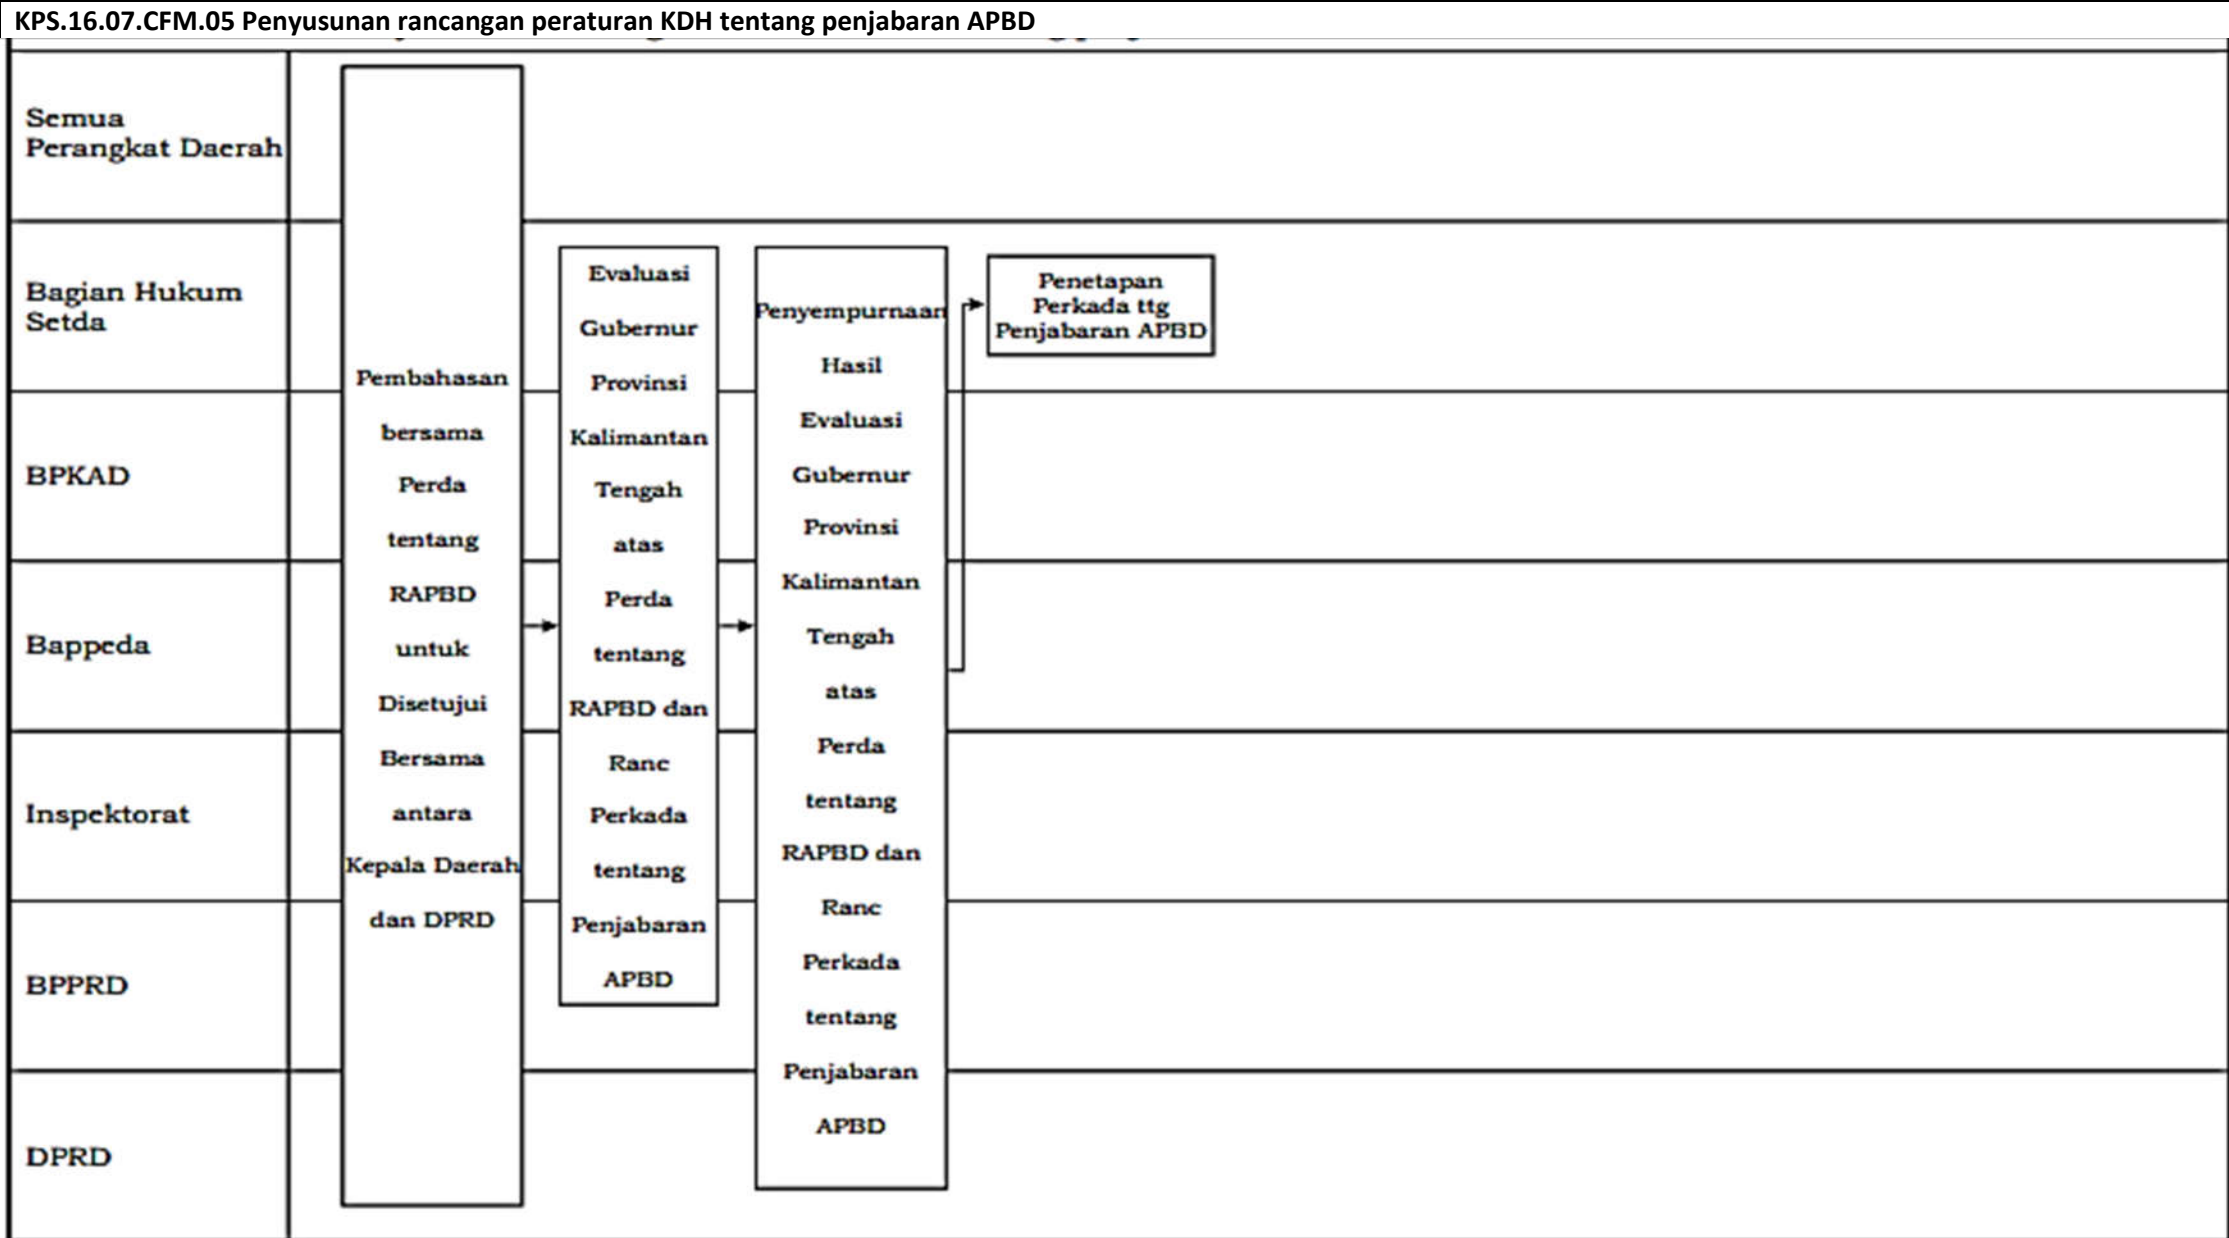 KPS.16.07.CFM.05 Penyusunan rancangan peraturan KDH tentang penjabaran APBD
Semua
Perangkat Daerah
Bagian Hukum
Setda
BPKAD
Bappeda
Inspektorat
BPPRD
DPRD
Pembahasan
bersama
Perda
tentang
RAPBD
untuk
Disetujui
Bersama
antara
Kepala Daerah
dan DPRD
Evaluasi
Gubernur
Provinsi
Kalimantan
Tengah
atas
Perda
tentang
RAPBD dan
Ranc
Perkada
tentang
Penjabaran
APBD
Penyempurnaan
Hasil
Evaluasi
Gubernur
Provinsi
Kalimantan
Tengah
atas
Perda
tentang
RAPBD dan
Ranc
Perkada
tentang
Penjabaran
APBD
Penetapan
Perkada ttg
Penjabaran APBD